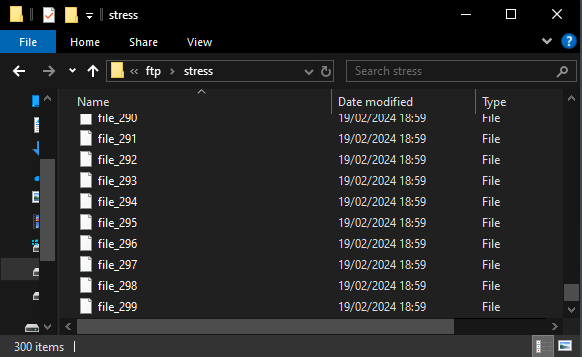 stress
File Home Share View
« ftp › stress Search stress
Name Date modified Type
file_290 19/02/2024 18:59 File
file_291 19/02/2024 18:59 File
file_292 19/02/2024 18:59 File
file_293 19/02/2024 18:59 File
file_294 19/02/2024 18:59 File
file_295 19/02/2024 18:59 File
file_296 19/02/2024 18:59 File
file_297 19/02/2024 18:59 File
file_298 19/02/2024 18:59 File
file_299 19/02/2024 18:59 File
300 items